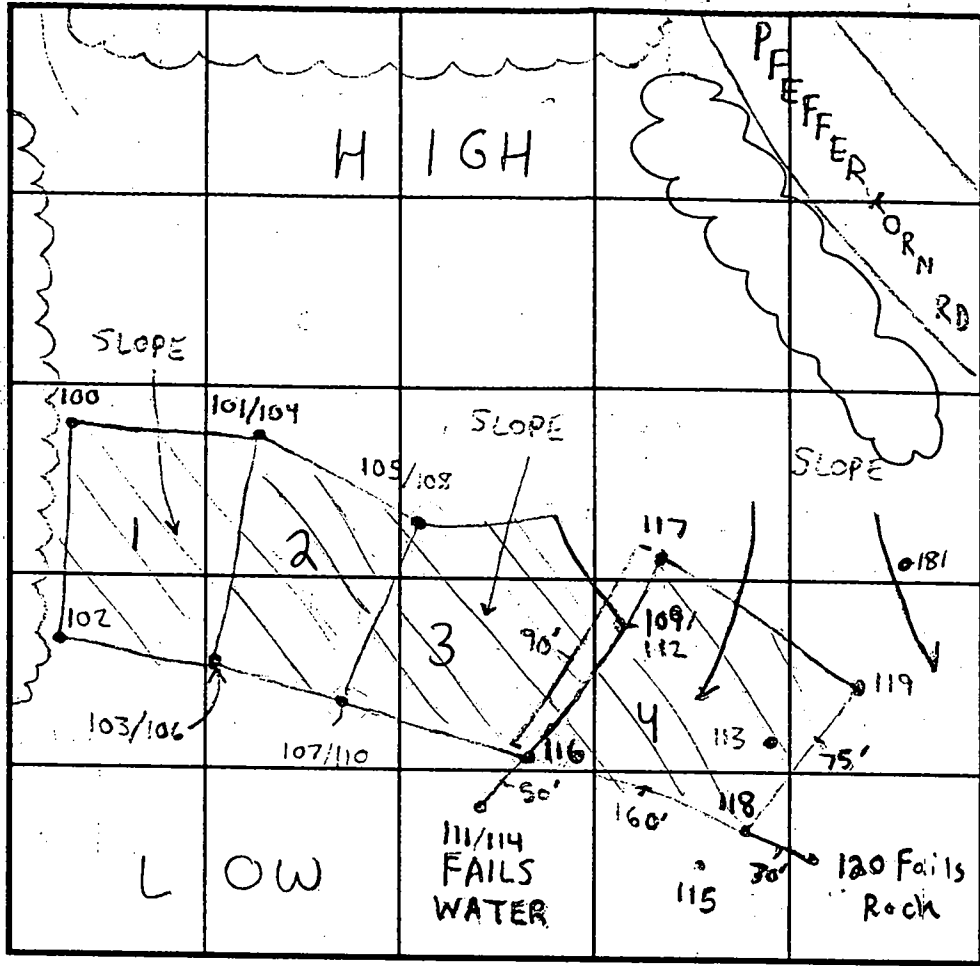 PFEFFERKORN RD
HIGH
SLOPE
100
101/104
SLOPE
105/108
SLOPE
117
181
1
2
102
109/
112
3
90'
119
4
103/106
113
107/110
116
75'
50'
118
160'
111/114
FAILS
WATER
30'
120 Fails
Rock
LOW
115